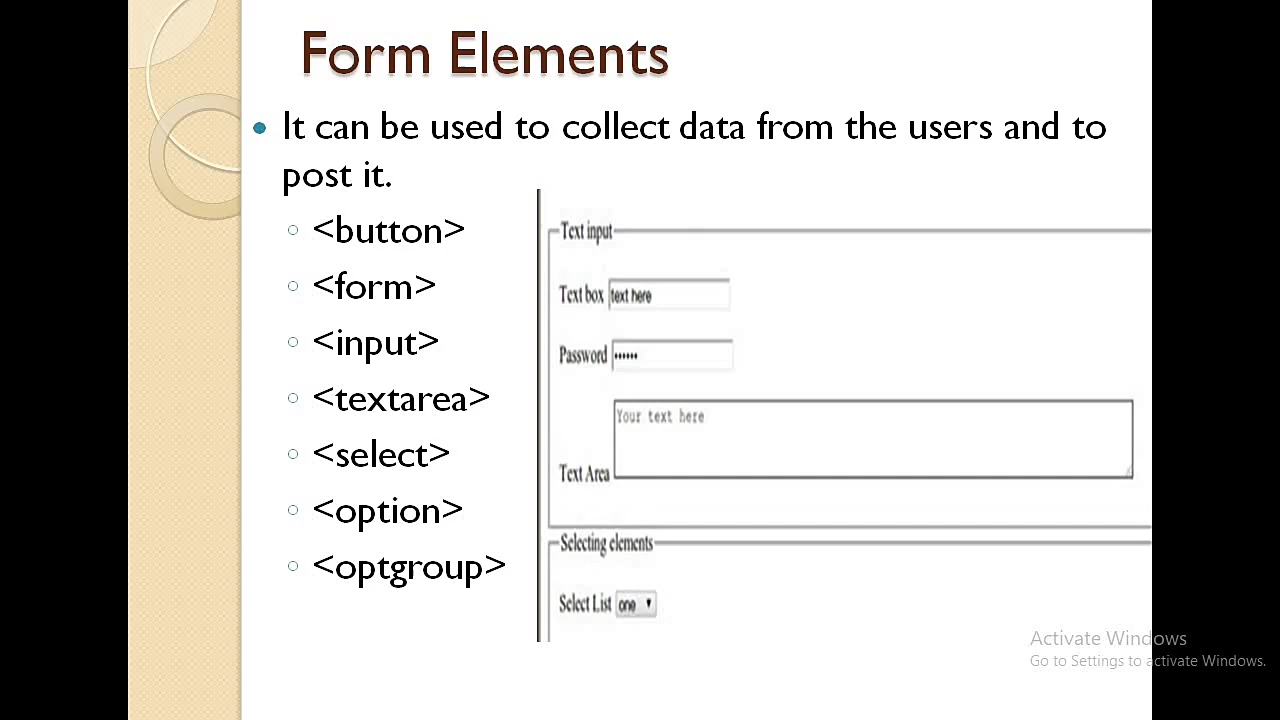 Form Elements
It can be used to collect data from the users and to
post it.
<button>
<form>
<input>
<textarea>
<select>
<option>
<optgroup>
Text input
Text box text here
Password ••••••
Your text here
Text Area
Selecting elements
Select List one
Activate Windows
Go to Settings to activate Windows.